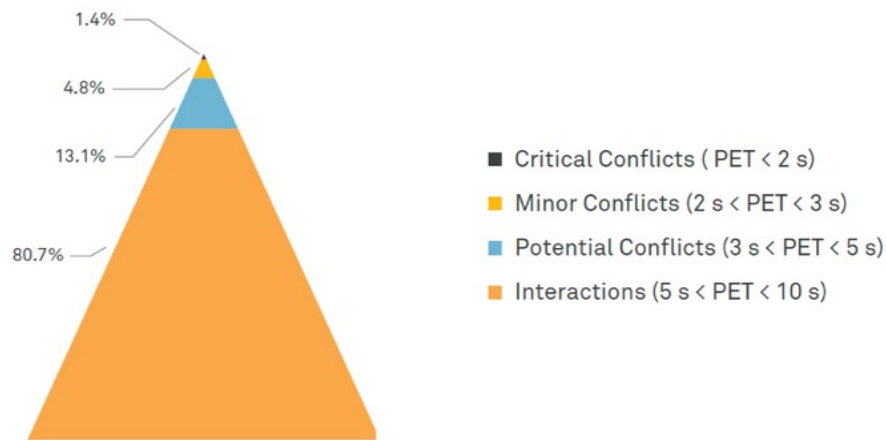 1.4%
4.8%
13.1%
80.7%
Critical Conflicts ( PET < 2 s)
Minor Conflicts (2 s < PET < 3 s)
Potential Conflicts (3 s < PET < 5 s)
Interactions (5 s < PET < 10 s)